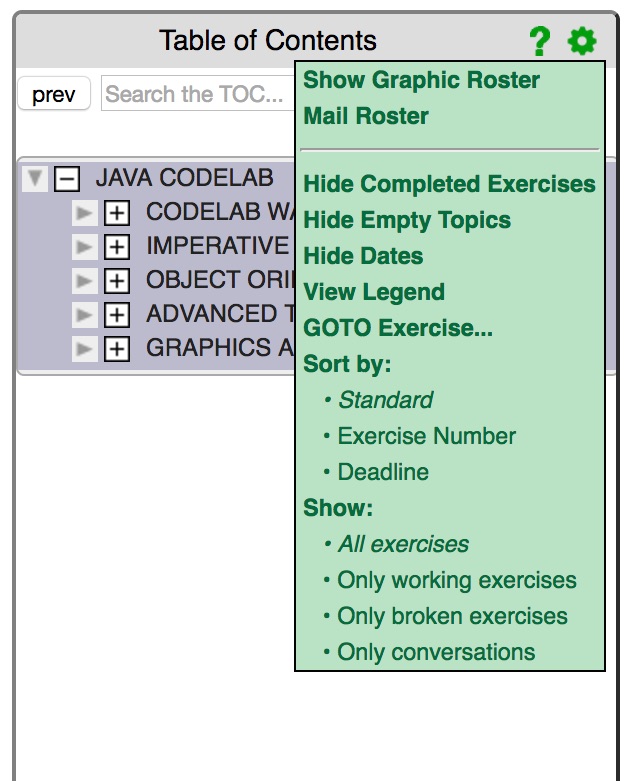 Table of Contents ?
prev Search the TOC...
JAVA CODELAB
CODELAB
IMPERATIVE
OBJECT
ADVANCED
GRAPHICS
Show Graphic Roster
Mail Roster
Hide Completed Exercises
Hide Empty Topics
Hide Dates
View Legend
GOTO Exercise...
Sort by:
• Standard
• Exercise Number
• Deadline
Show:
• All exercises
• Only working exercises
• Only broken exercises
• Only conversations